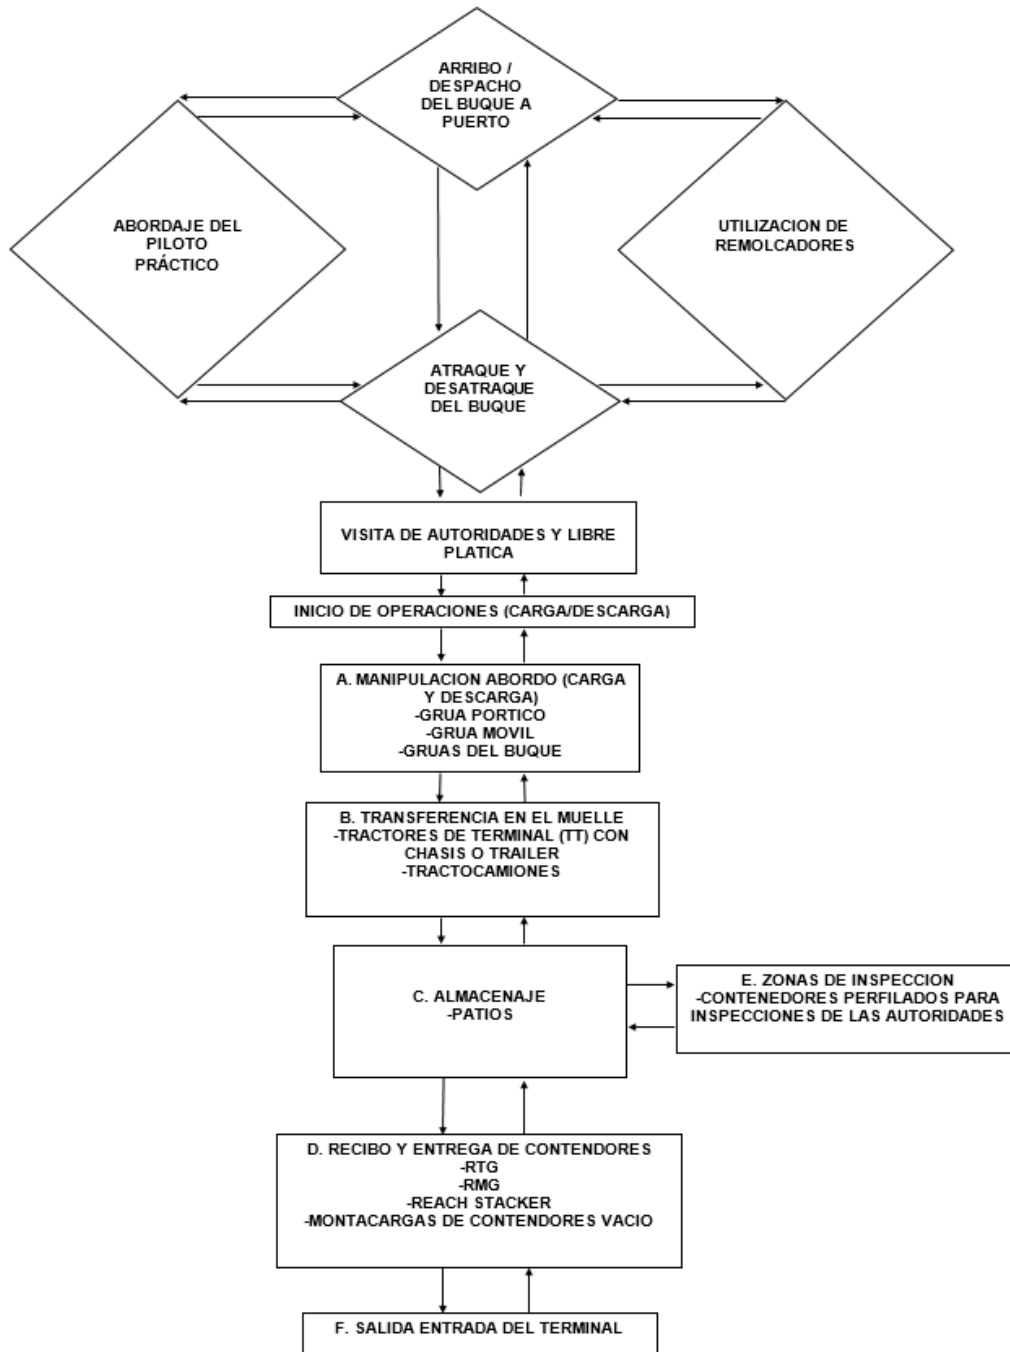 ARRIBO /
DESPACHO
DEL BUQUE A
PUERTO
ABORDAJE DEL
PILOTO
PRÁCTICO
UTILIZACION DE
REMOLCADORES
ATRAQUE Y
DESATRAQUE
DEL BUQUE
VISITA DE AUTORIDADES Y LIBRE
PLATICA
INICIO DE OPERACIONES (CARGA/DESCARGA)
A. MANIPULACION ABORDO (CARGA
Y DESCARGA)
-GRUA PORTICO
-GRUA MOVIL
-GRUAS DEL BUQUE
B. TRANSFERENCIA EN EL MUELLE
-TRACTORES DE TERMINAL (TT) CON
CHASIS O TRAILER
-TRACTOCAMIONES
C. ALMACENAJE
-PATIOS
E. ZONAS DE INSPECCION
-CONTENEDORES PERFILADOS PARA
INSPECCIONES DE LAS AUTORIDADES
D. RECIBO Y ENTREGA DE CONTENDORES
-RTG
-RMG
-REACH STACKER
-MONTACARGAS DE CONTENDORES VACIO
F. SALIDA ENTRADA DEL TERMINAL